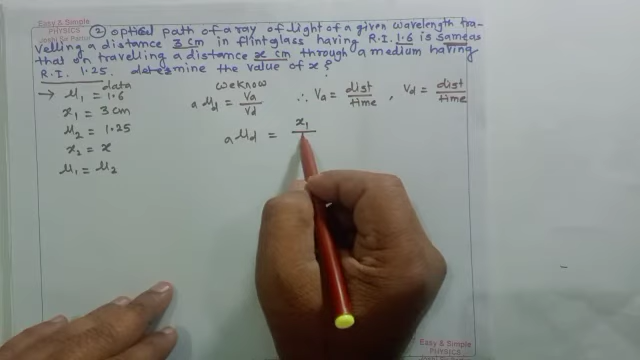 Easy & Simple
PHYSICS
② Optical path of a ray of light of a given wavelength tra-
velling a distance 3 cm in flintglass having R.I. 1.6 is same as
that on travelling a distance x cm through a medium having
R.I. 1.25. determine the value of x?
→ data
μ₁ = 1.6
x₁ = 3 cm
μ₂ = 1.25
x₂ = x
μ₁ = μ₂
we know
aμd = Va/Vd ∴ Va = dist/time , Vd = dist/time
aμd = x₁
Easy & Simple
PHYSICS